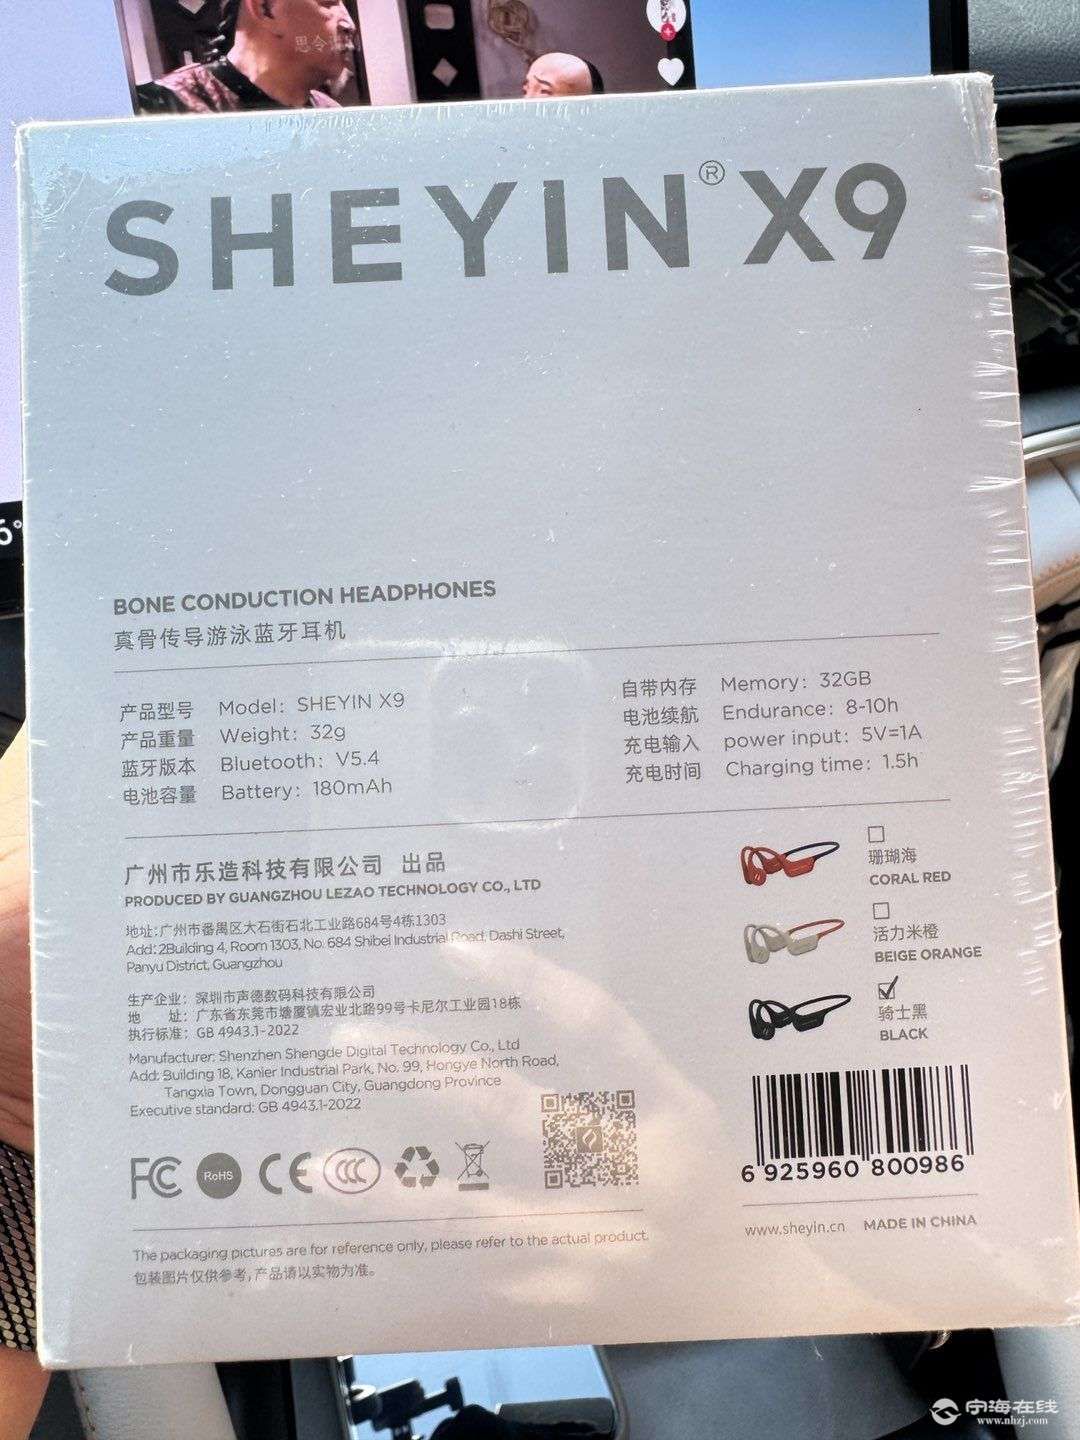 思令
6°
SHEYIN® X9
BONE CONDUCTION HEADPHONES
真骨传导游泳蓝牙耳机
产品型号 Model: SHEYIN X9
产品重量 Weight: 32g
蓝牙版本 Bluetooth: V5.4
电池容量 Battery: 180mAh
自带内存 Memory: 32GB
电池续航 Endurance: 8-10h
充电输入 power input: 5V=1A
充电时间 Charging time: 1.5h
广州市乐造科技有限公司 出品
PRODUCED BY GUANGZHOU LEZAO TECHNOLOGY CO., LTD
地址:广州市番禺区大石街石北工业路684号4栋1303
Add: 2Building 4, Room 1303, No. 684 Shibei Industrial Road, Dashi Street,
Panyu District, Guangzhou
生产企业: 深圳市声德数码科技有限公司
地 址: 广东省东莞市塘厦镇宏业北路99号卡尼尔工业园18栋
执行标准: GB 4943.1-2022
Manufacturer: Shenzhen Shengde Digital Technology Co., Ltd
Add: Building 18, Kanier Industrial Park, No. 99, Hongye North Road,
Tangxia Town, Dongguan City, Guangdong Province
Executive standard: GB 4943.1-2022
珊瑚海
CORAL RED
活力米橙
BEIGE ORANGE
骑士黑
BLACK
FC RoHS CE CCC
6 925960 800986
www.sheyin.cn MADE IN CHINA
The packaging pictures are for reference only, please refer to the actual product.
包装图片仅供参考,产品请以实物为准。
宁海在线
www.nhzj.com